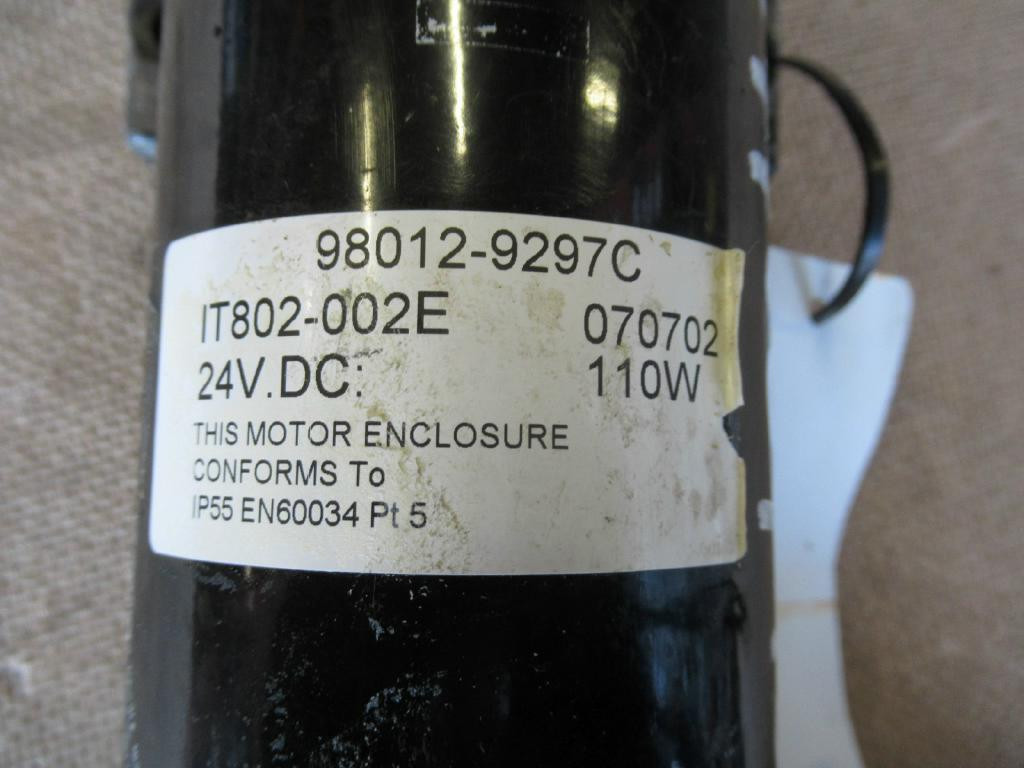 98012-9297C
IT802-002E 070702
24V.DC: 110W
THIS MOTOR ENCLOSURE
CONFORMS To
IP55 EN60034 Pt 5